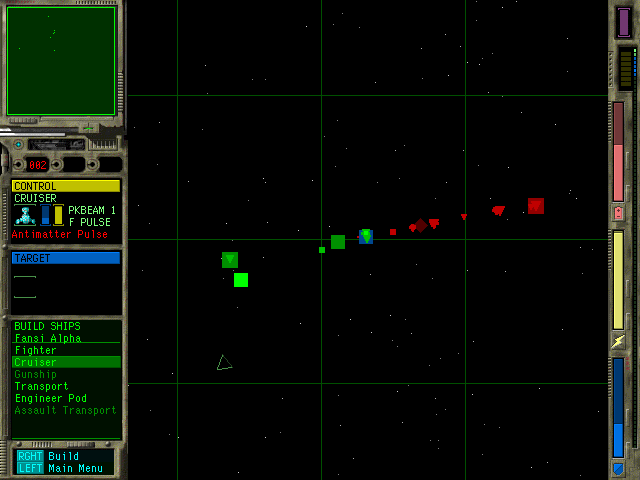 002
CONTROL
CRUISER
PKBEAM 1
F PULSE
Antimatter Pulse
TARGET
BUILD SHIPS
Fansi Alpha
Fighter
Cruiser
Gunship
Transport
Engineer Pod
Assault Transport
RGHT Build
LEFT Main Menu